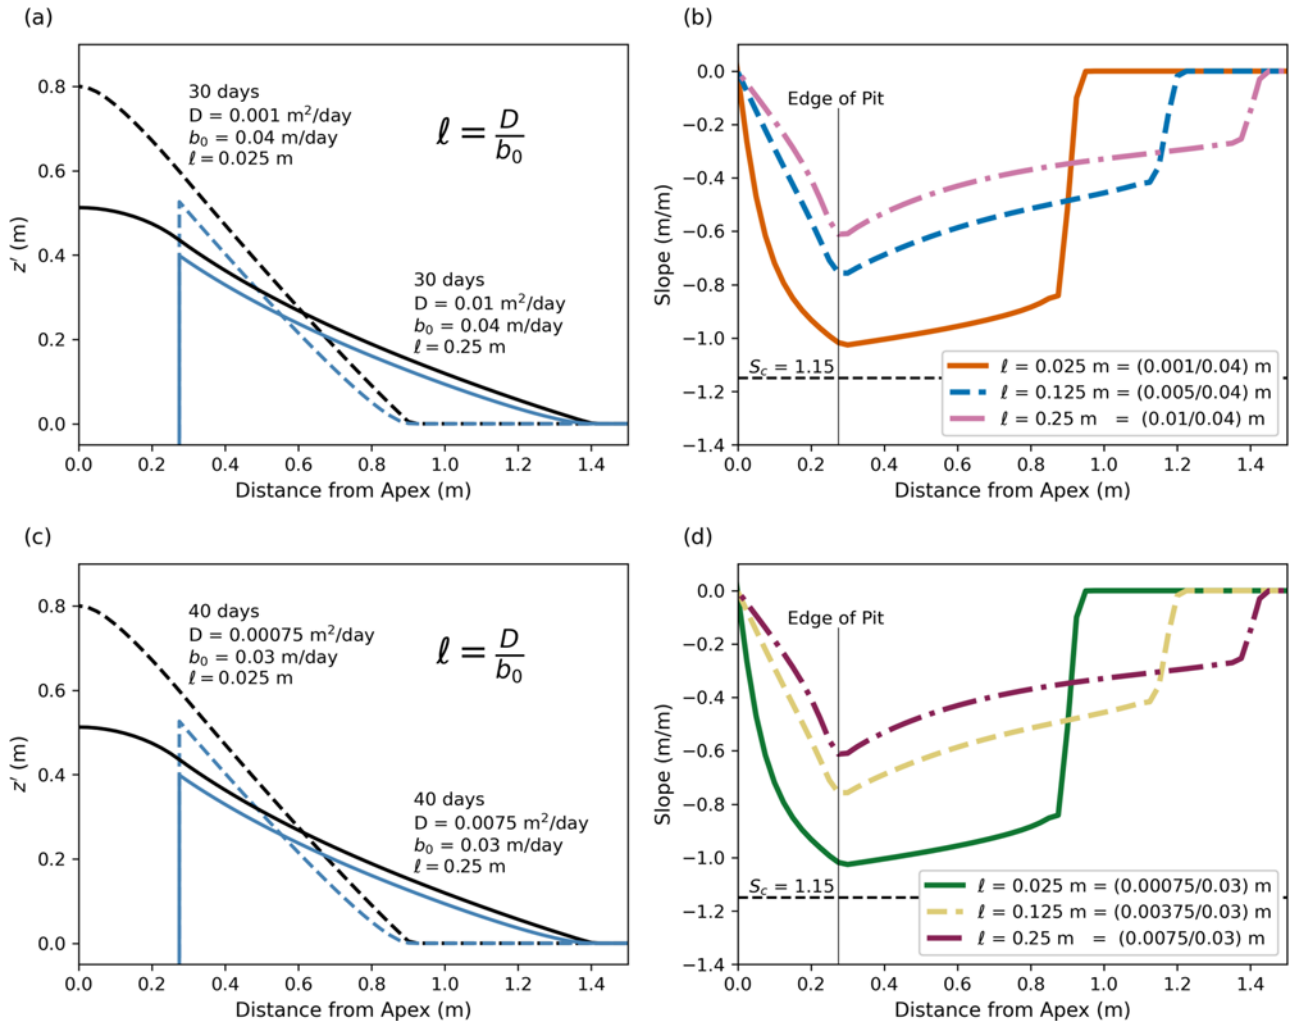 (a)
0.8
0.6
0.4
0.2
0.0
z′ (m)
0.0 0.2 0.4 0.6 0.8 1.0 1.2 1.4
Distance from Apex (m)
30 days
D = 0.001 m²/day
b₀ = 0.04 m/day
ℓ = 0.025 m
ℓ = D/b₀
30 days
D = 0.01 m²/day
b₀ = 0.04 m/day
ℓ = 0.25 m
(b)
0.0
−0.2
−0.4
−0.6
−0.8
−1.0
−1.2
−1.4
Slope (m/m)
0.0 0.2 0.4 0.6 0.8 1.0 1.2 1.4
Distance from Apex (m)
Edge of Pit
S_c = 1.15
ℓ = 0.025 m = (0.001/0.04) m
ℓ = 0.125 m = (0.005/0.04) m
ℓ = 0.25 m = (0.01/0.04) m
(c)
0.8
0.6
0.4
0.2
0.0
z′ (m)
0.0 0.2 0.4 0.6 0.8 1.0 1.2 1.4
Distance from Apex (m)
40 days
D = 0.00075 m²/day
b₀ = 0.03 m/day
ℓ = 0.025 m
ℓ = D/b₀
40 days
D = 0.0075 m²/day
b₀ = 0.03 m/day
ℓ = 0.25 m
(d)
0.0
−0.2
−0.4
−0.6
−0.8
−1.0
−1.2
−1.4
Slope (m/m)
0.0 0.2 0.4 0.6 0.8 1.0 1.2 1.4
Distance from Apex (m)
Edge of Pit
S_c = 1.15
ℓ = 0.025 m = (0.00075/0.03) m
ℓ = 0.125 m = (0.00375/0.03) m
ℓ = 0.25 m = (0.0075/0.03) m